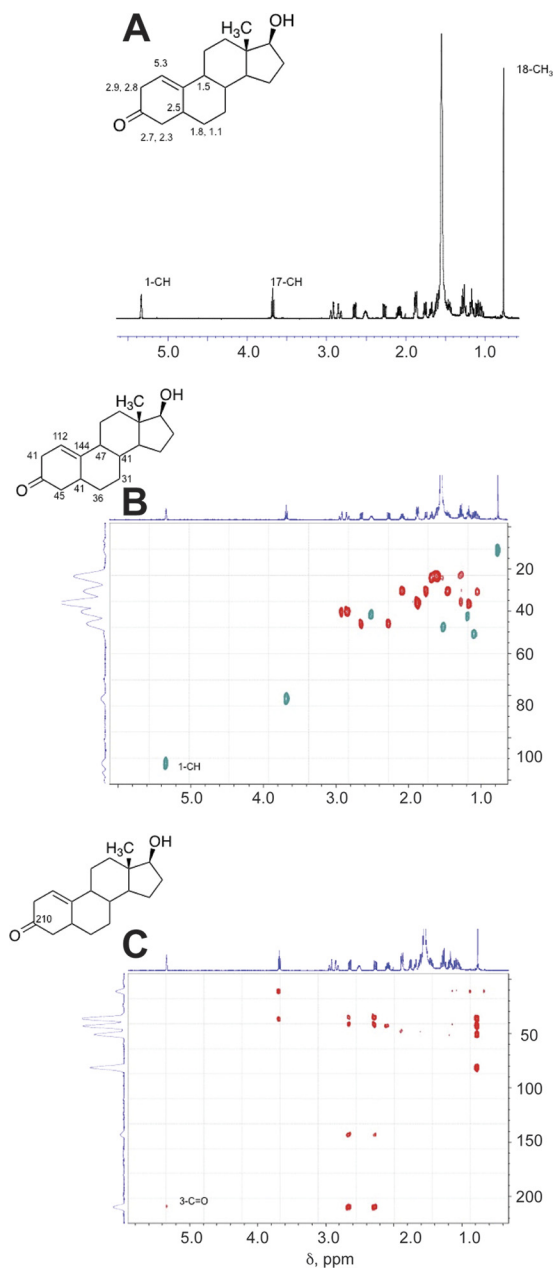 A
H₃C
OH
5.3
2.9, 2.8
1.5
2.5
O
2.7, 2.3
1.8, 1.1
18-CH₃
1-CH
17-CH
5.0 4.0 3.0 2.0 1.0
H₃C
OH
112
41
144
47
41
31
O
45
41
36
B
20
40
60
80
100
1-CH
5.0 4.0 3.0 2.0 1.0
H₃C
OH
210
O
C
50
100
150
200
3-C=O
5.0 4.0 3.0 2.0 1.0
δ, ppm